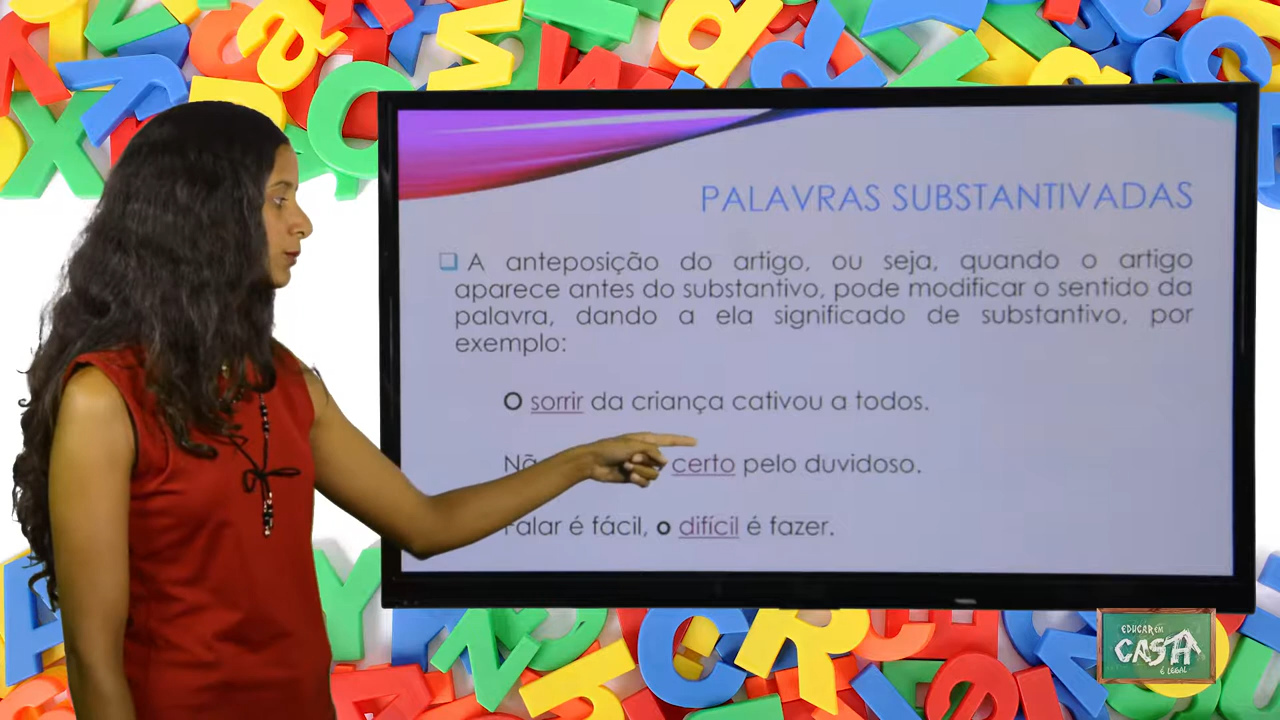 PALAVRAS SUBSTANTIVADAS
A anteposição do artigo, ou seja, quando o artigo
aparece antes do substantivo, pode modificar o sentido da
palavra, dando a ela significado de substantivo, por
exemplo:
O sorrir da criança cativou a todos.
certo pelo duvidoso.
Falar é fácil, o difícil é fazer.
EDUCAR EM
CASA
É LEGAL